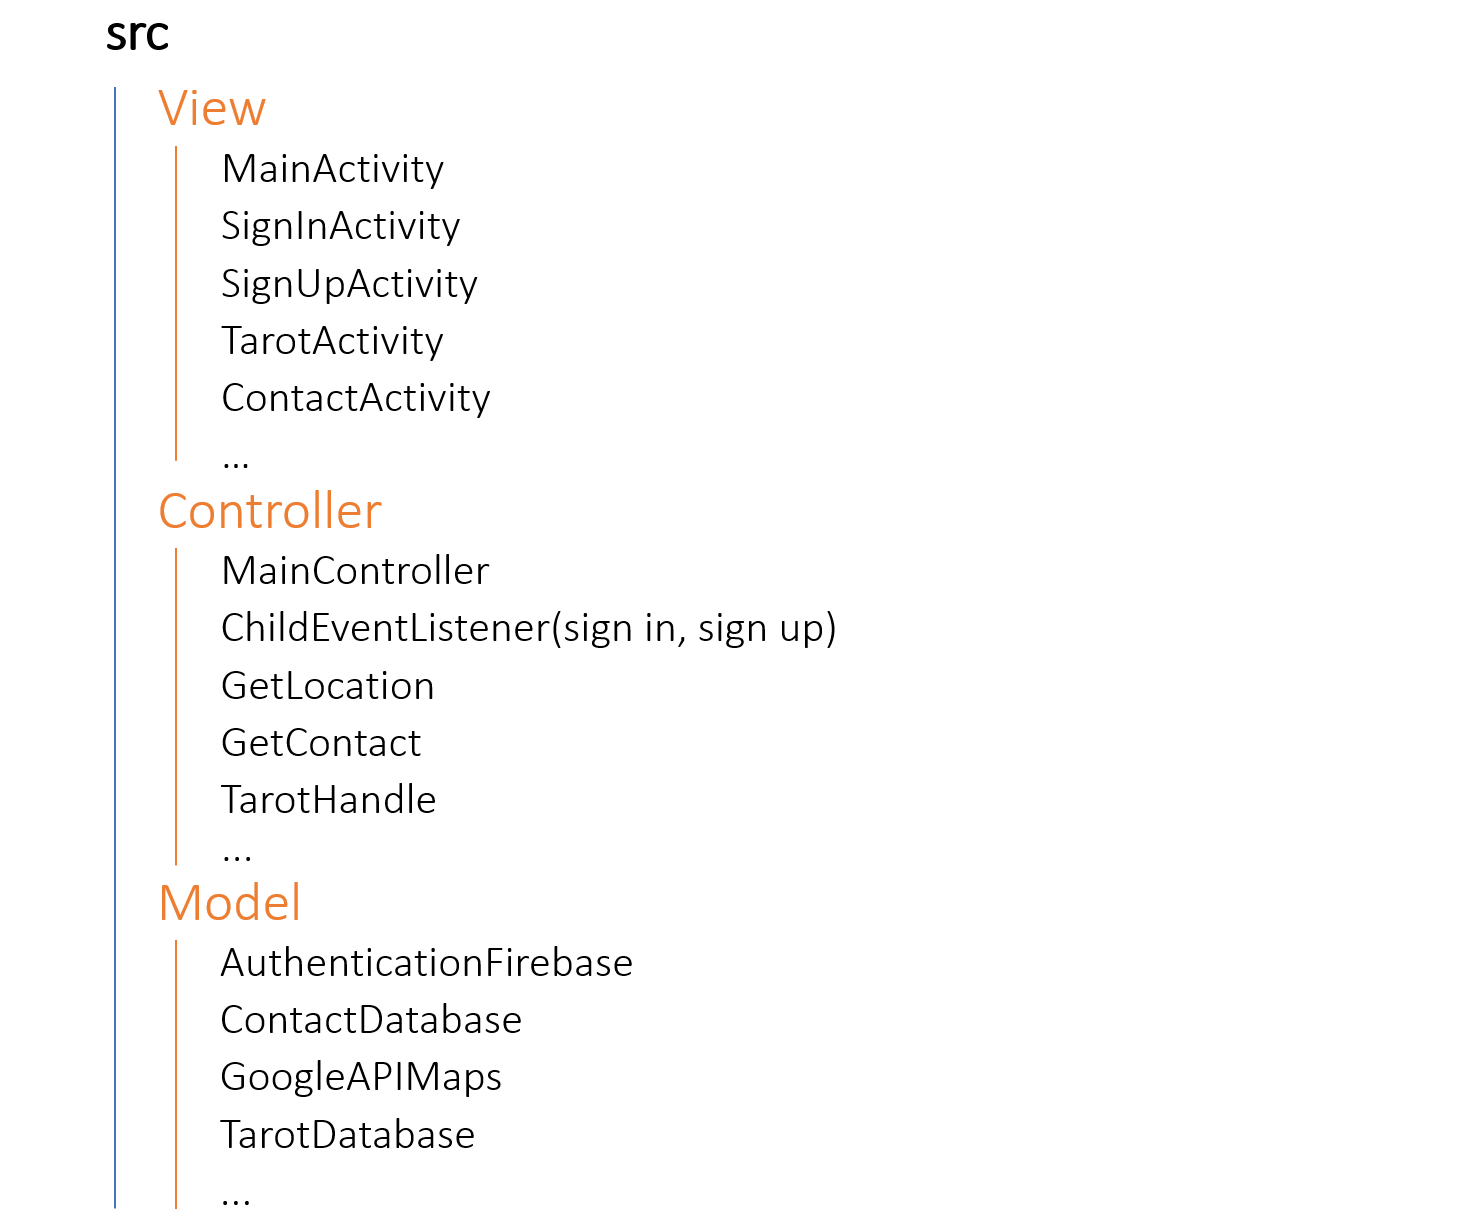 src
View
MainActivity
SignInActivity
SignUpActivity
TarotActivity
ContactActivity
...
Controller
MainController
ChildEventListener(sign in, sign up)
GetLocation
GetContact
TarotHandle
...
Model
AuthenticationFirebase
ContactDatabase
GoogleAPIMaps
TarotDatabase
...